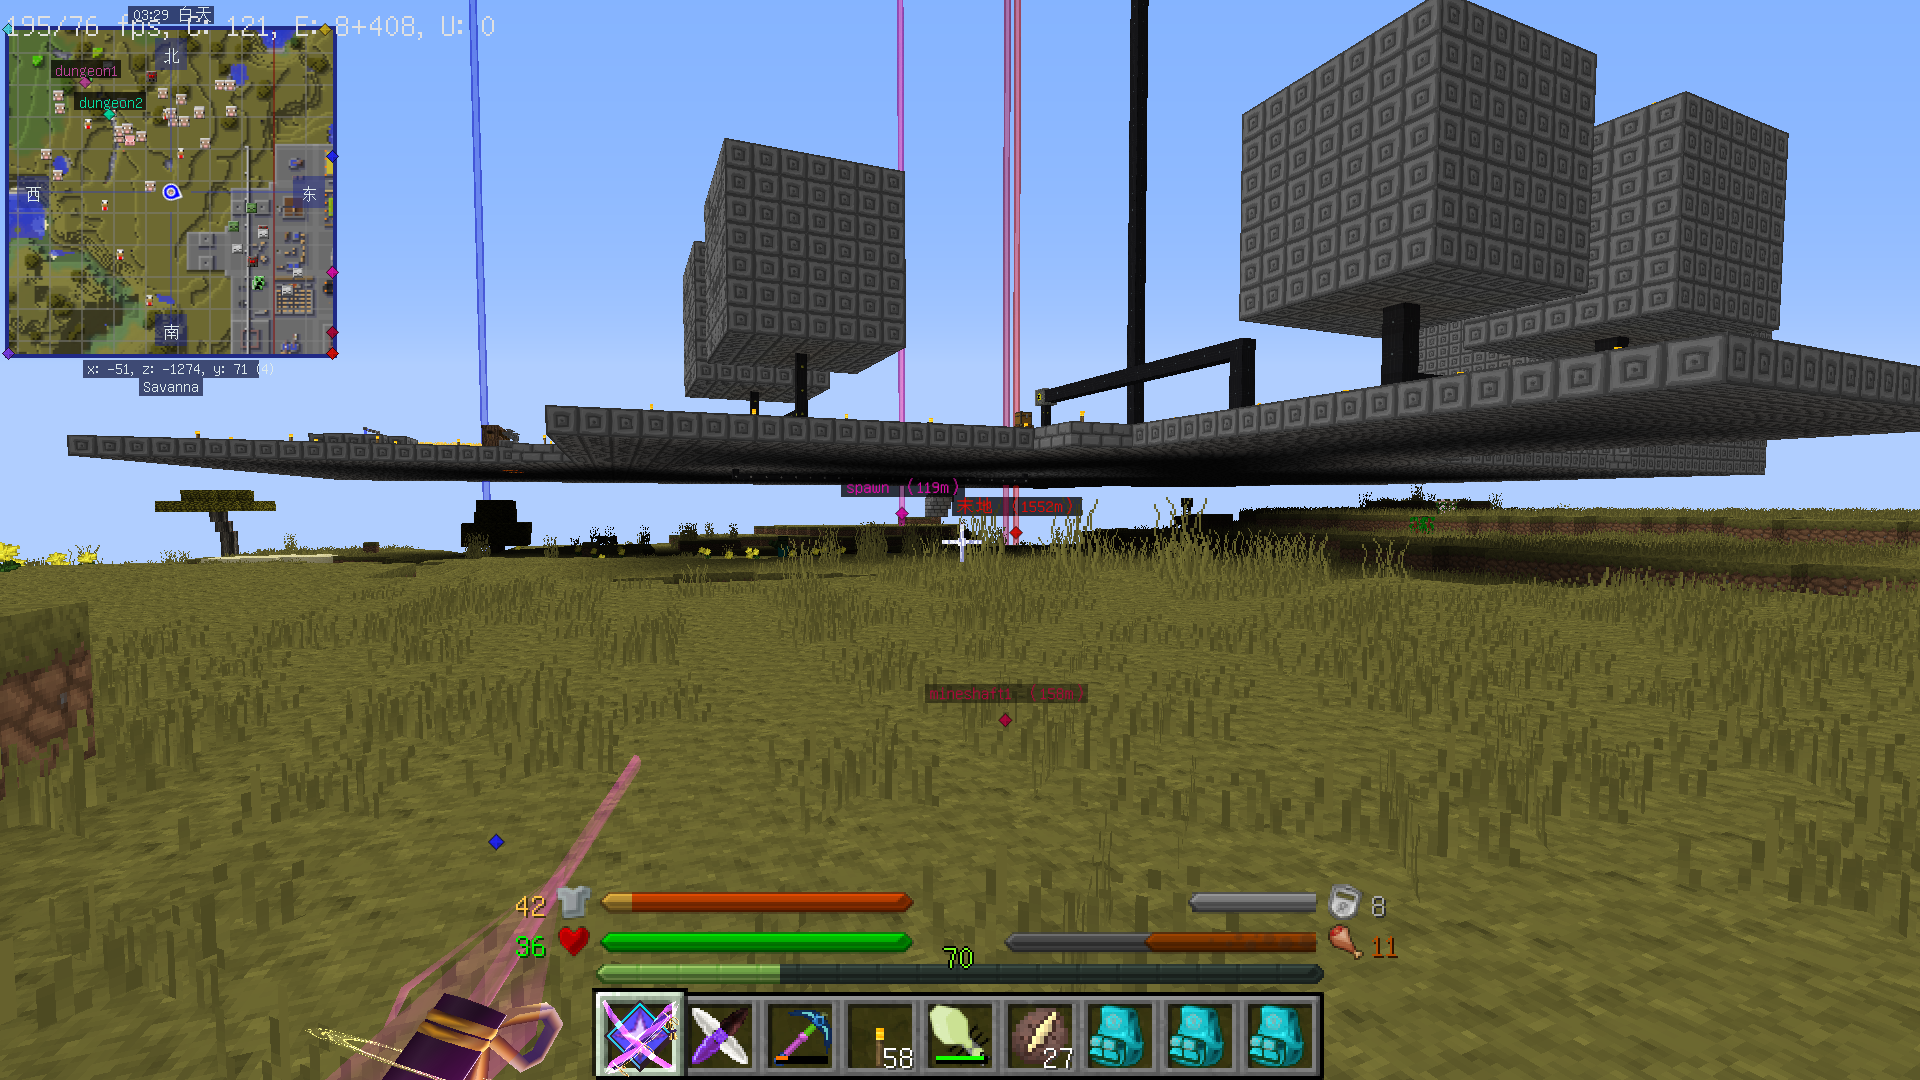 03:29 白天
195/76 fps, C: 121, E: 8+408, U: 0
北
dungeon1
dungeon2
西
东
南
x: -51, z: -1274, y: 71 (4)
Savanna
spawn (119m)
末地 (1552m)
42
8
36
11
70
58
27